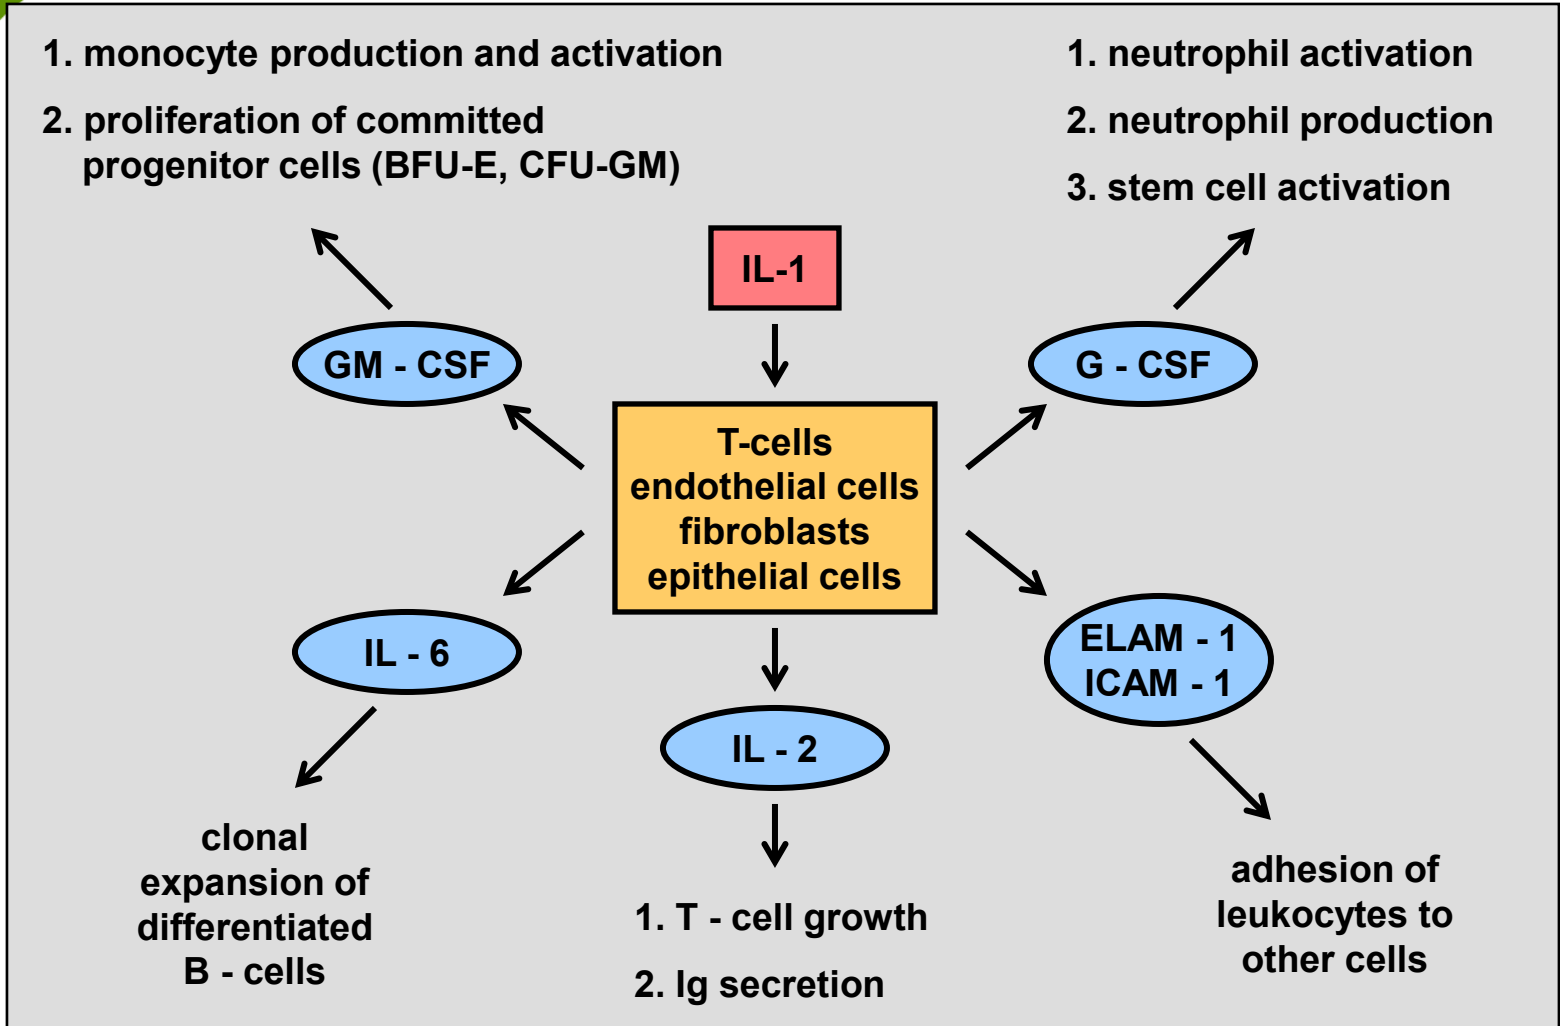 1. monocyte production and activation
2. proliferation of committed
progenitor cells (BFU-E, CFU-GM)
1. neutrophil activation
2. neutrophil production
3. stem cell activation
IL-1
GM - CSF
G - CSF
T-cells
endothelial cells
fibroblasts
epithelial cells
IL - 6
ELAM - 1
ICAM - 1
IL - 2
clonal
expansion of
differentiated
B - cells
1. T - cell growth
2. Ig secretion
adhesion of
leukocytes to
other cells